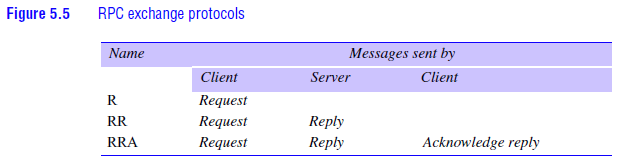 Figure 5.5 RPC exchange protocols
Name Messages sent by
Client Server Client
R Request
RR Request Reply
RRA Request Reply Acknowledge reply